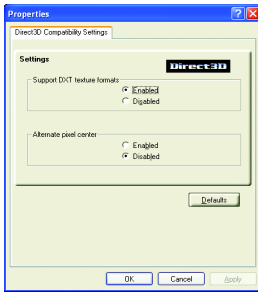 Properties
Direct3D Compatibility Settings
Settings
Direct3D
Support DXT texture formats
Enabled
Disabled
Alternate pixel center
Enabled
Disabled
Defaults
OK
Cancel
Apply